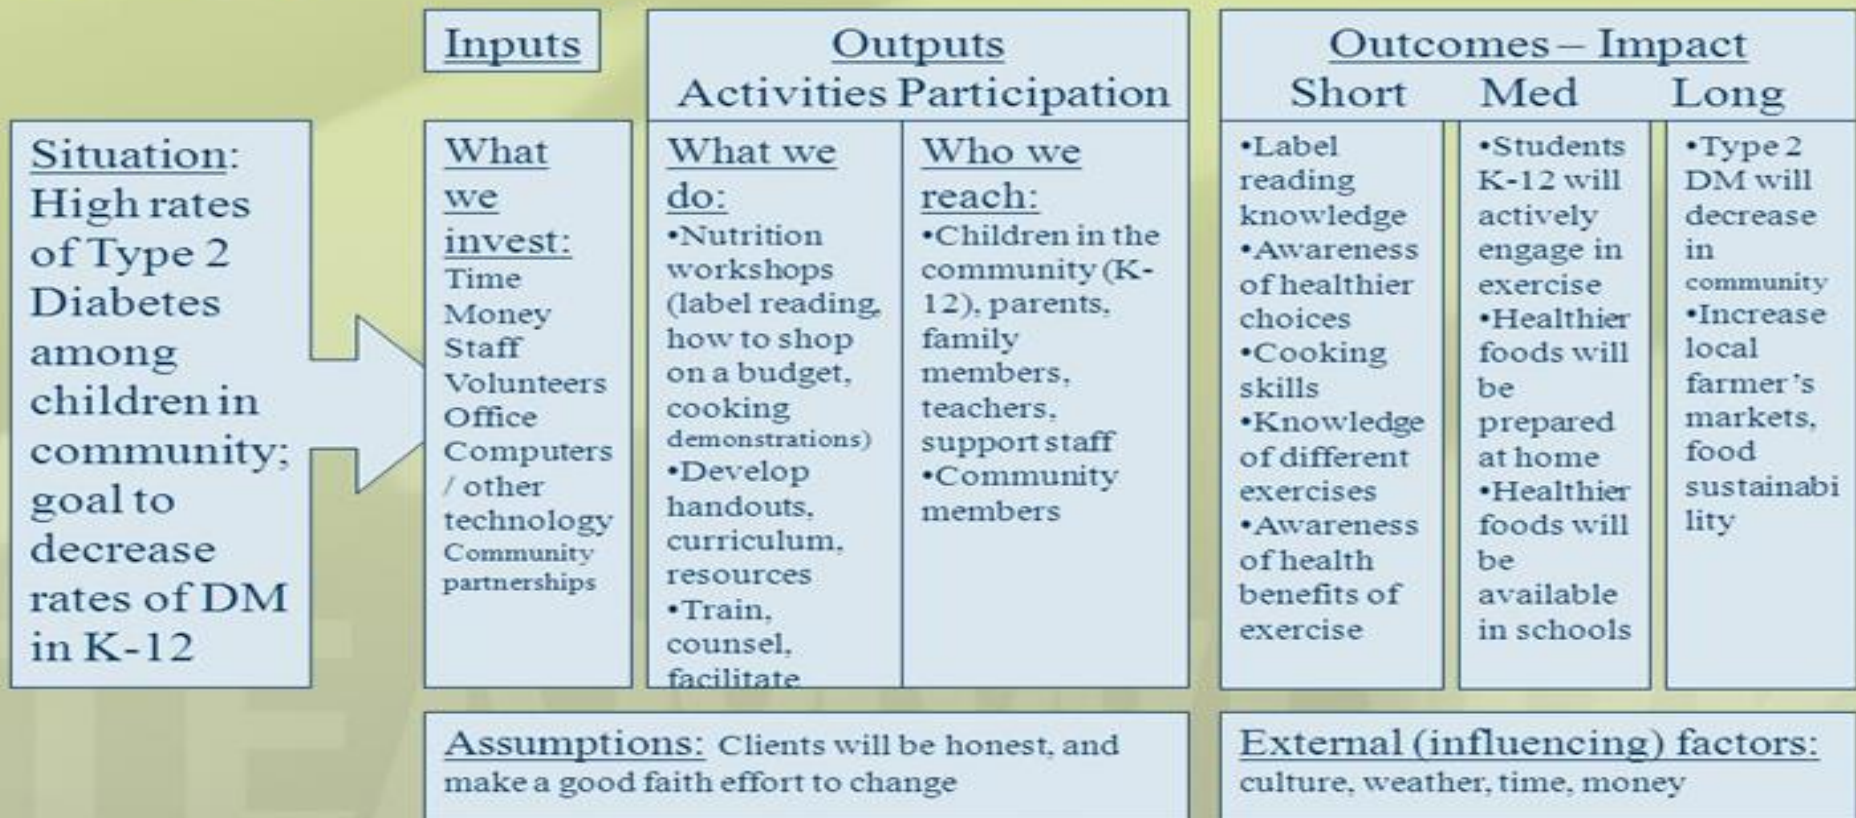 Inputs
Outputs
Activities Participation
Outcomes – Impact
Short Med Long
Situation:
High rates
of Type 2
Diabetes
among
children in
community;
goal to
decrease
rates of DM
in K-12
What
we
invest:
Time
Money
Staff
Volunteers
Office
Computers
/ other
technology
Community
partnerships
What we
do:
•Nutrition
workshops
(label reading,
how to shop
on a budget,
cooking
demonstrations)
•Develop
handouts,
curriculum,
resources
•Train,
counsel,
facilitate
Who we
reach:
•Children in the
community (K-
12), parents,
family
members,
teachers,
support staff
•Community
members
•Label
reading
knowledge
•Awareness
of healthier
choices
•Cooking
skills
•Knowledge
of different
exercises
•Awareness
of health
benefits of
exercise
•Students
K-12 will
actively
engage in
exercise
•Healthier
foods will
be
prepared
at home
•Healthier
foods will
be
available
in schools
•Type 2
DM will
decrease
in
community
•Increase
local
farmer’s
markets,
food
sustainabi
lity
Assumptions: Clients will be honest, and
make a good faith effort to change
External (influencing) factors:
culture, weather, time, money